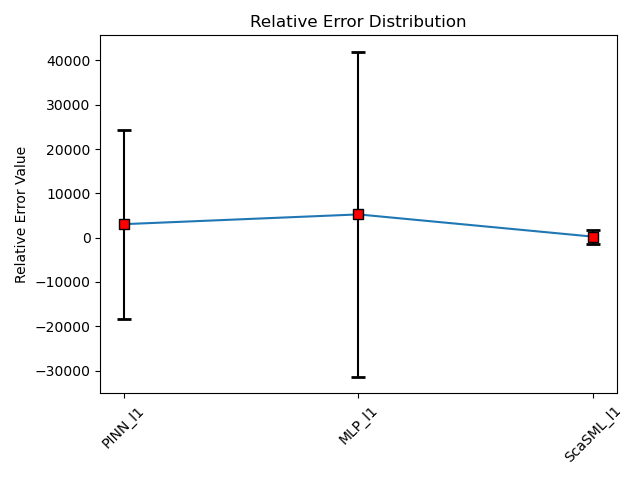 Relative Error Distribution
Relative Error Value
40000
30000
20000
10000
0
−10000
−20000
−30000
PINN_l1
MLP_l1
ScaSML_l1